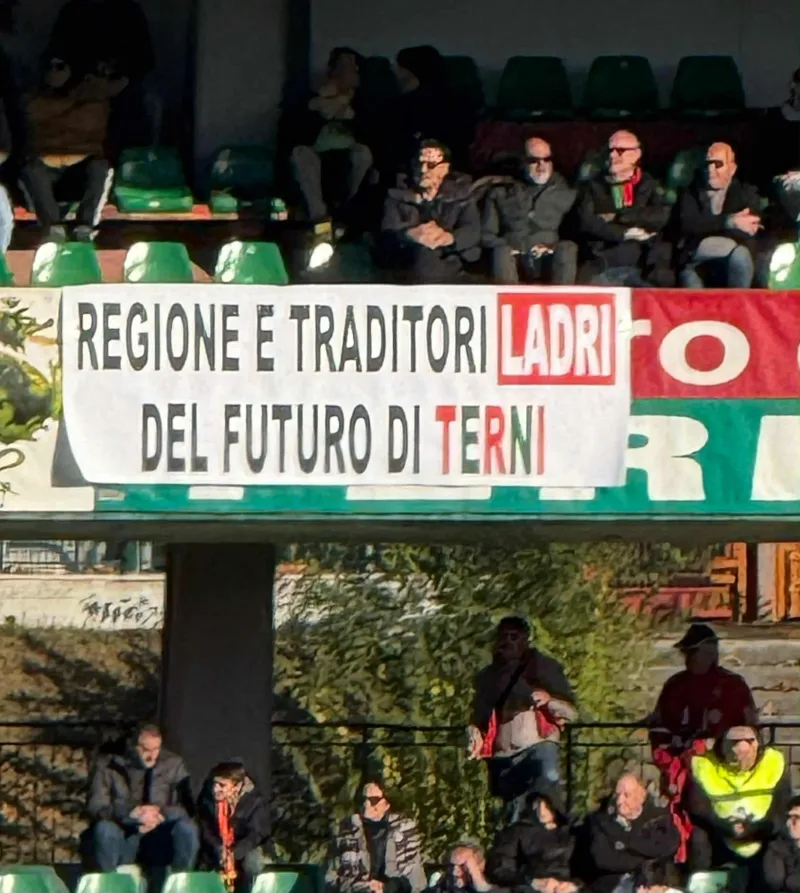 REGIONE E TRADITORI LADRI
DEL FUTURO DI TERNI